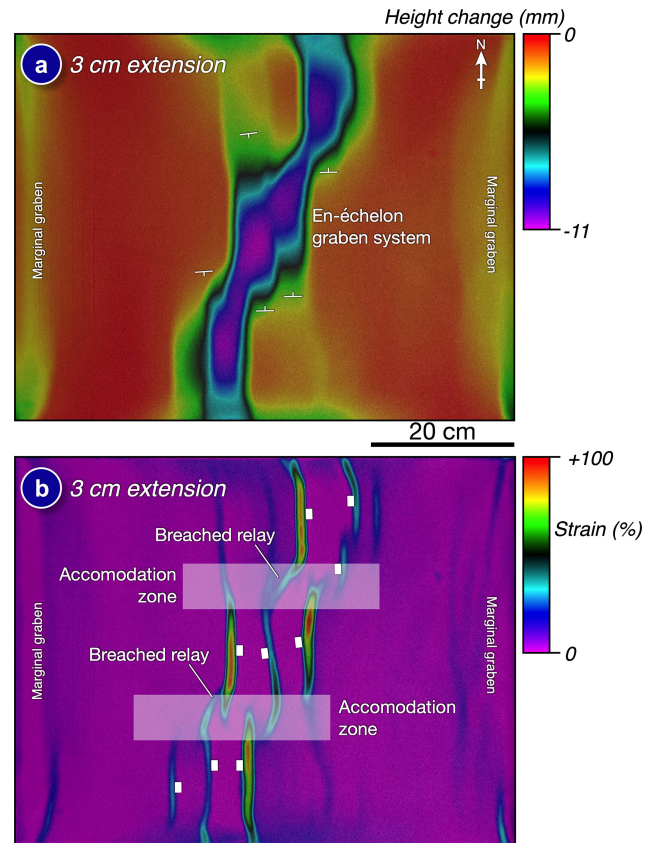 Height change (mm)
a 3 cm extension
N
0
-11
Marginal graben
Marginal graben
En-échelon
graben system
20 cm
b 3 cm extension
+100
Strain (%)
0
Breached relay
Accomodation
zone
Marginal graben
Marginal graben
Breached relay
Accomodation
zone